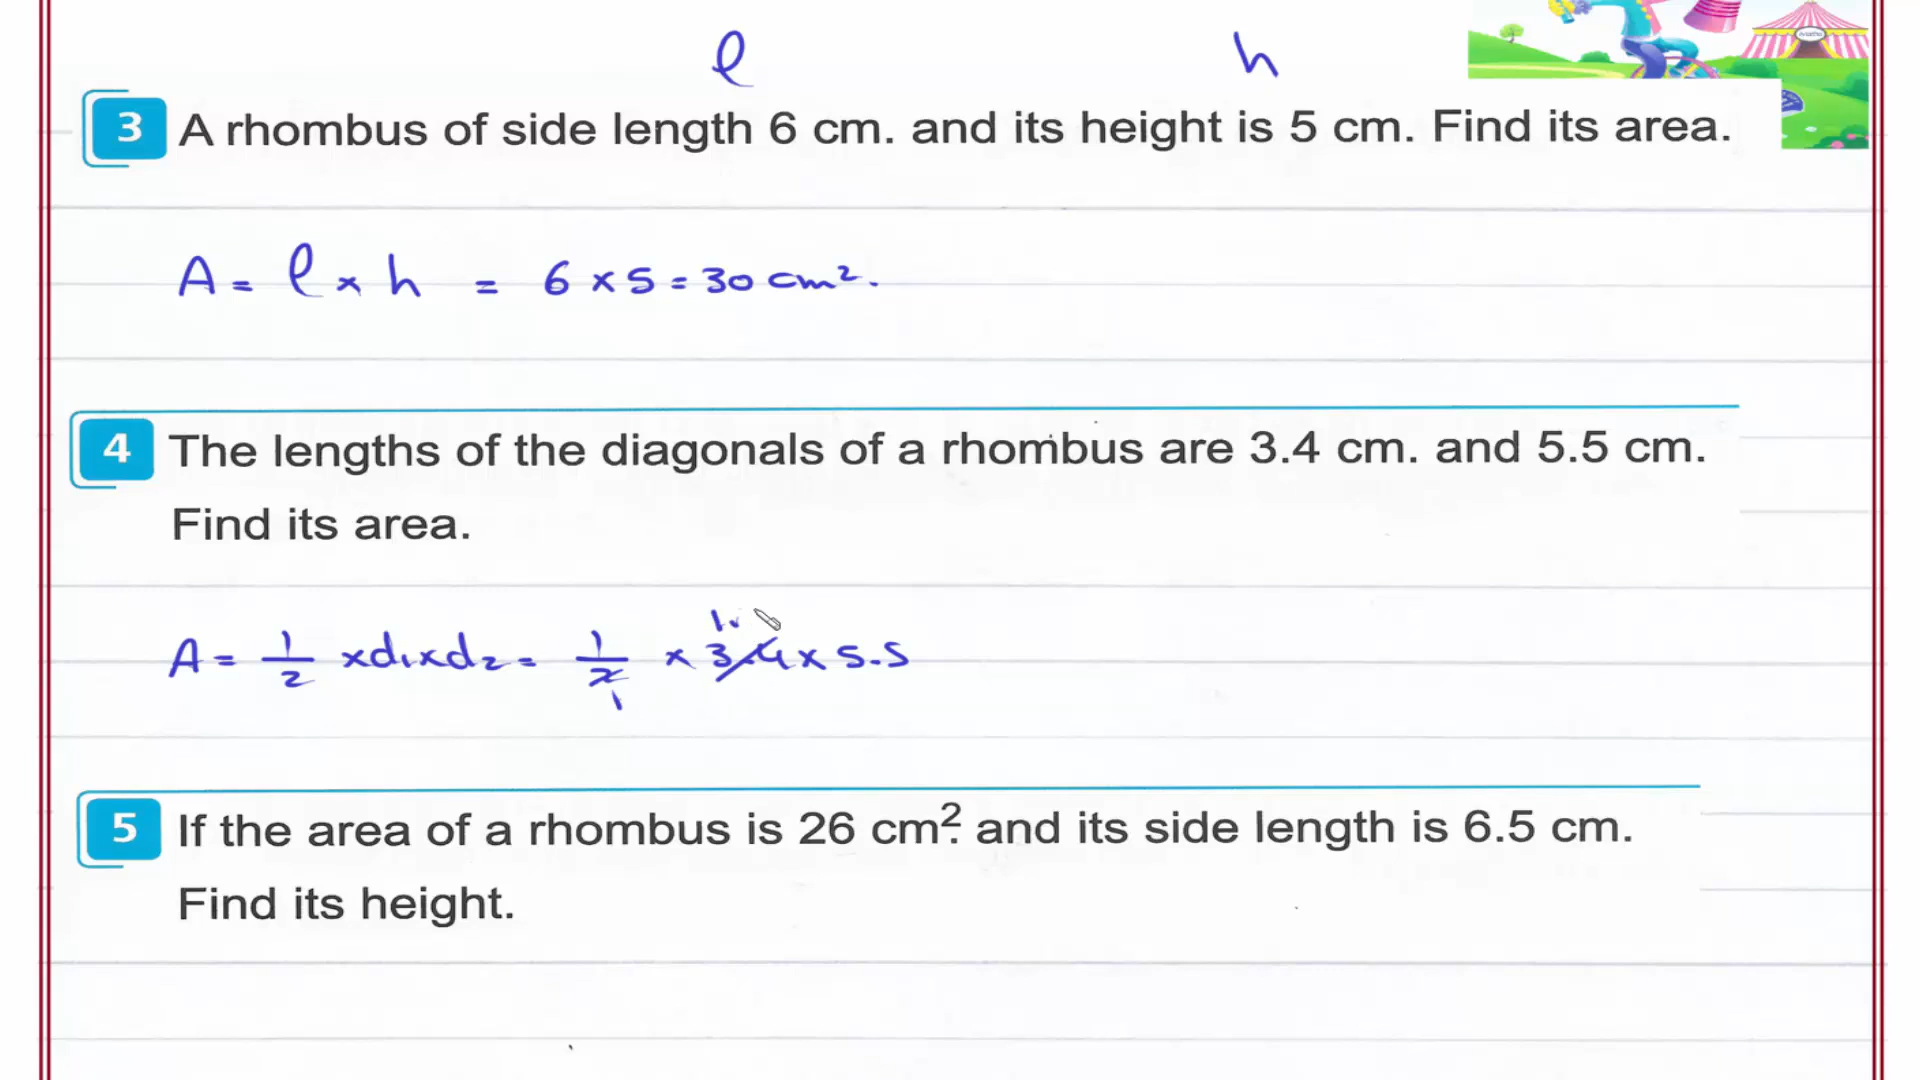 l h
3 A rhombus of side length 6 cm. and its height is 5 cm. Find its area.
A = l × h = 6 × 5 = 30 cm².
4 The lengths of the diagonals of a rhombus are 3.4 cm. and 5.5 cm.
Find its area.
1.
A = 1/2 × d₁ × d₂ = 1/2 × 3.4 × 5.5
1
5 If the area of a rhombus is 26 cm². and its side length is 6.5 cm.
Find its height.